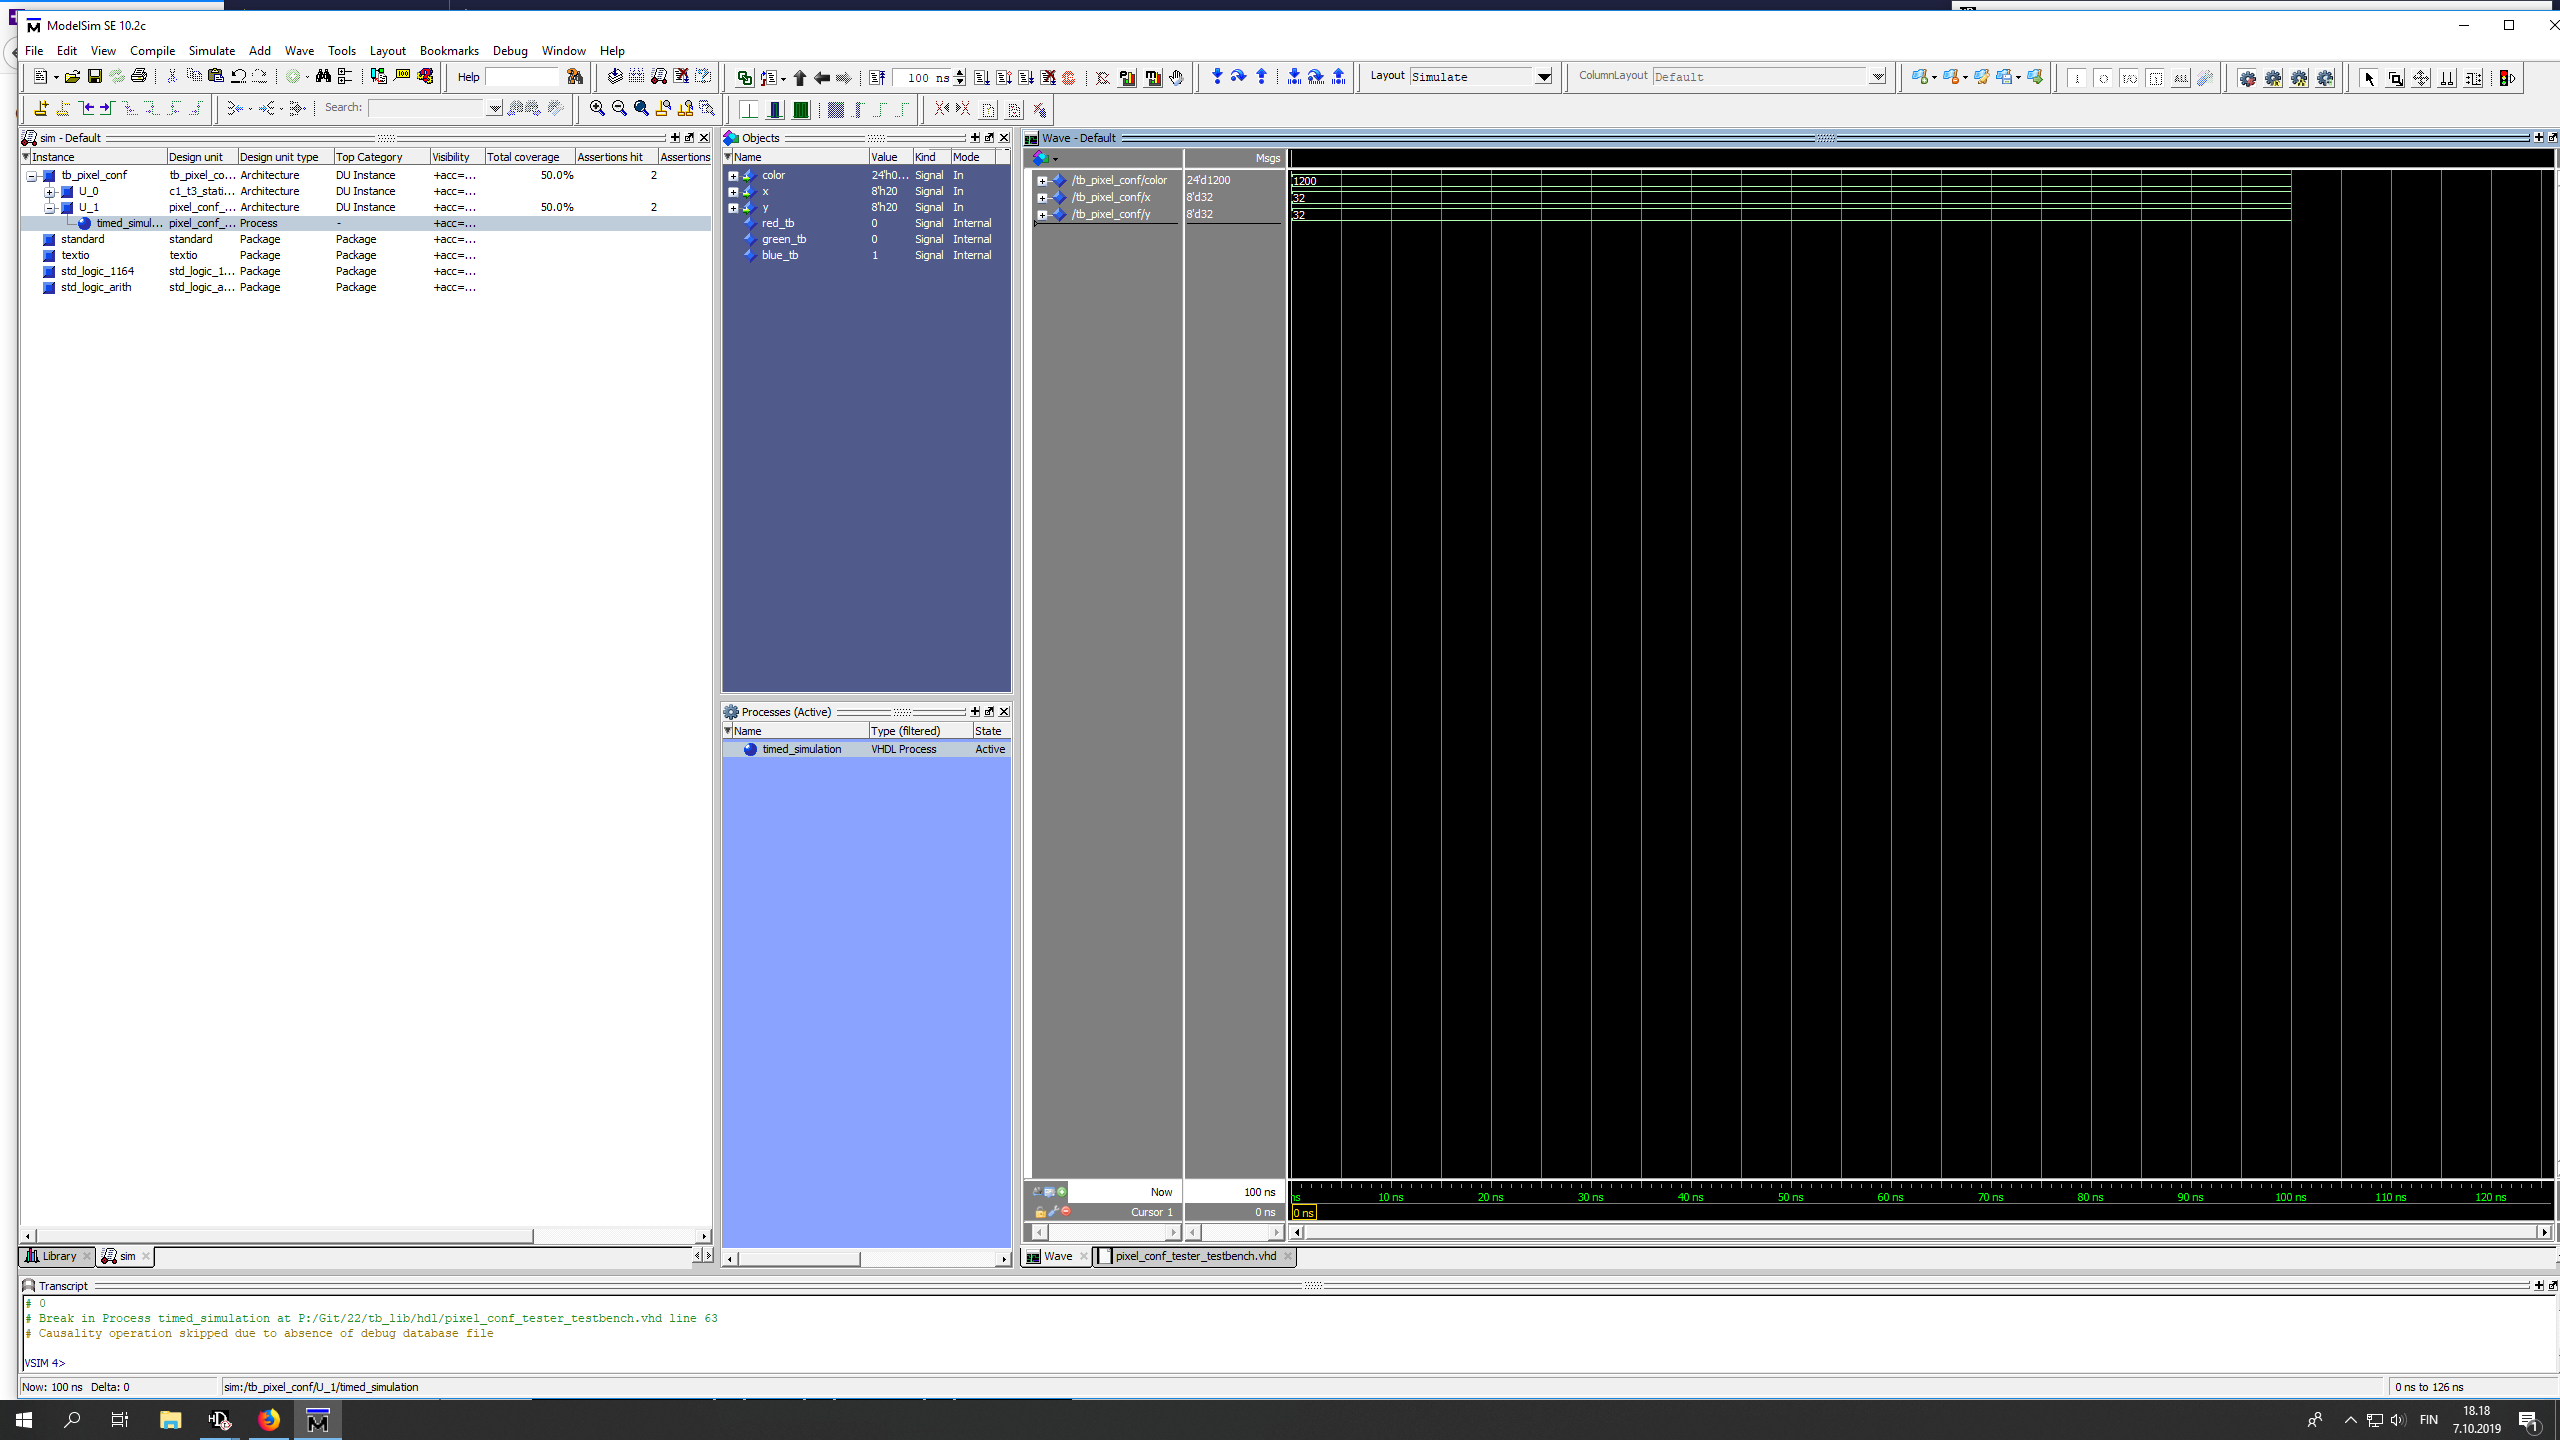 ModelSim SE 10.2c
File Edit View Compile Simulate Add Wave Tools Layout Bookmarks Debug Window Help
Help 100 ns Layout Simulate ColumnLayout Default
Search:
sim - Default
Instance Design unit Design unit type Top Category Visibility Total coverage Assertions hit Assertions
tb_pixel_conf tb_pixel_co... Architecture DU Instance +acc=... 50.0% 2
U_0 c1_t3_stati... Architecture DU Instance +acc=...
U_1 pixel_conf_... Architecture DU Instance +acc=... 50.0% 2
timed_simul... pixel_conf_... Process - +acc=...
standard standard Package Package +acc=...
textio textio Package Package +acc=...
std_logic_1164 std_logic_1... Package Package +acc=...
std_logic_arith std_logic_a... Package Package +acc=...
Library sim
Objects
Name Value Kind Mode
color 24'h0... Signal In
x 8'h20 Signal In
y 8'h20 Signal In
red_tb 0 Signal Internal
green_tb 0 Signal Internal
blue_tb 1 Signal Internal
Processes (Active)
Name Type (filtered) State
timed_simulation VHDL Process Active
Wave - Default
Msgs
/tb_pixel_conf/color 24'd1200 1200
/tb_pixel_conf/x 8'd32 32
/tb_pixel_conf/y 8'd32 32
Now 100 ns ns 10 ns 20 ns 30 ns 40 ns 50 ns 60 ns 70 ns 80 ns 90 ns 100 ns 110 ns 120 ns
Cursor 1 0 ns 0 ns
Wave pixel_conf_tester_testbench.vhd
Transcript
# 0
# Break in Process timed_simulation at P:/Git/22/tb_lib/hdl/pixel_conf_tester_testbench.vhd line 63
# Causality operation skipped due to absence of debug database file
VSIM 4>
Now: 100 ns Delta: 0 sim:/tb_pixel_conf/U_1/timed_simulation 0 ns to 126 ns
FIN 18.18
7.10.2019 1